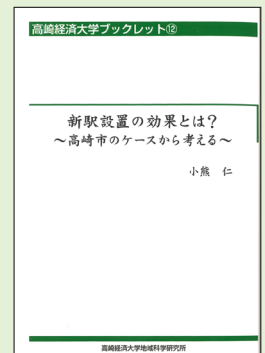 高崎経済大学ブックレット⑫
新駅設置の効果とは?
～高崎市のケースから考える～
小熊 仁
高崎経済大学地域科学研究所